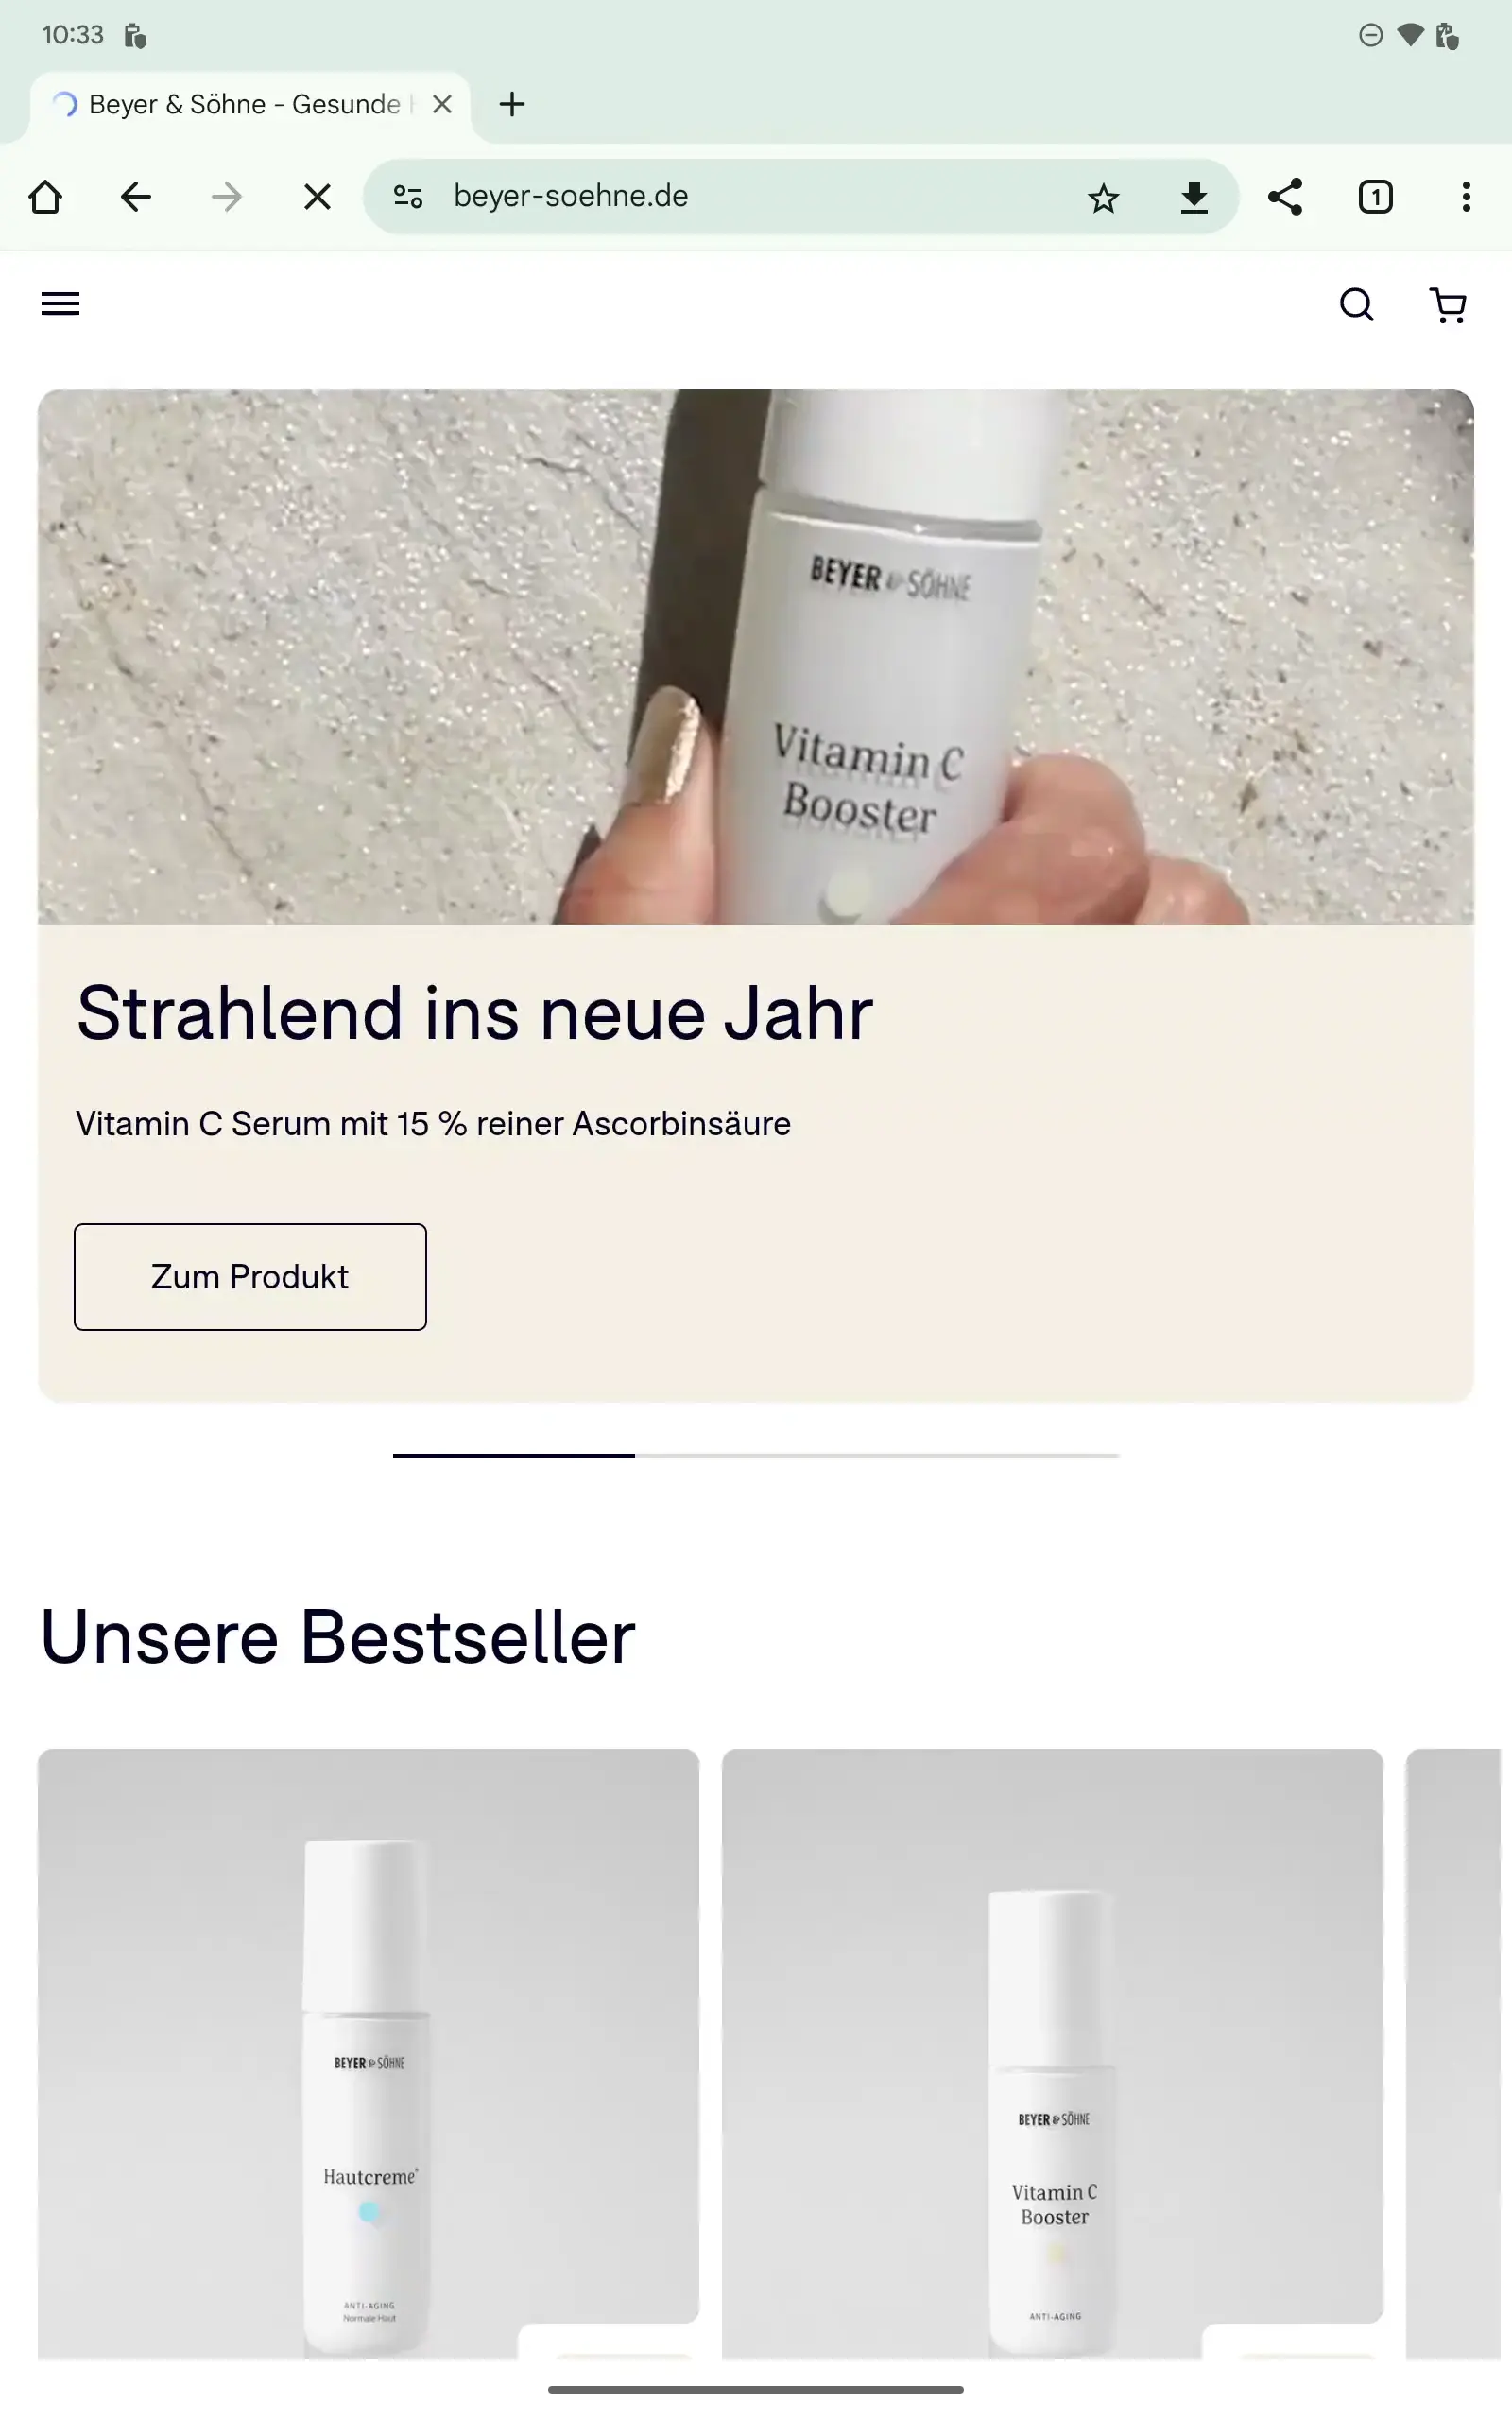 10:33
Beyer & Söhne - Gesunde
1
beyer-soehne.de
BEYER & SÖHNE
Vitamin C
Booster
Strahlend ins neue Jahr
Vitamin C Serum mit 15 % reiner Ascorbinsäure
Zum Produkt
Unsere Bestseller
BEYER & SÖHNE
Hautcreme+
ANTI-AGING
Normale Haut
BEYER & SÖHNE
Vitamin C
Booster
ANTI-AGING